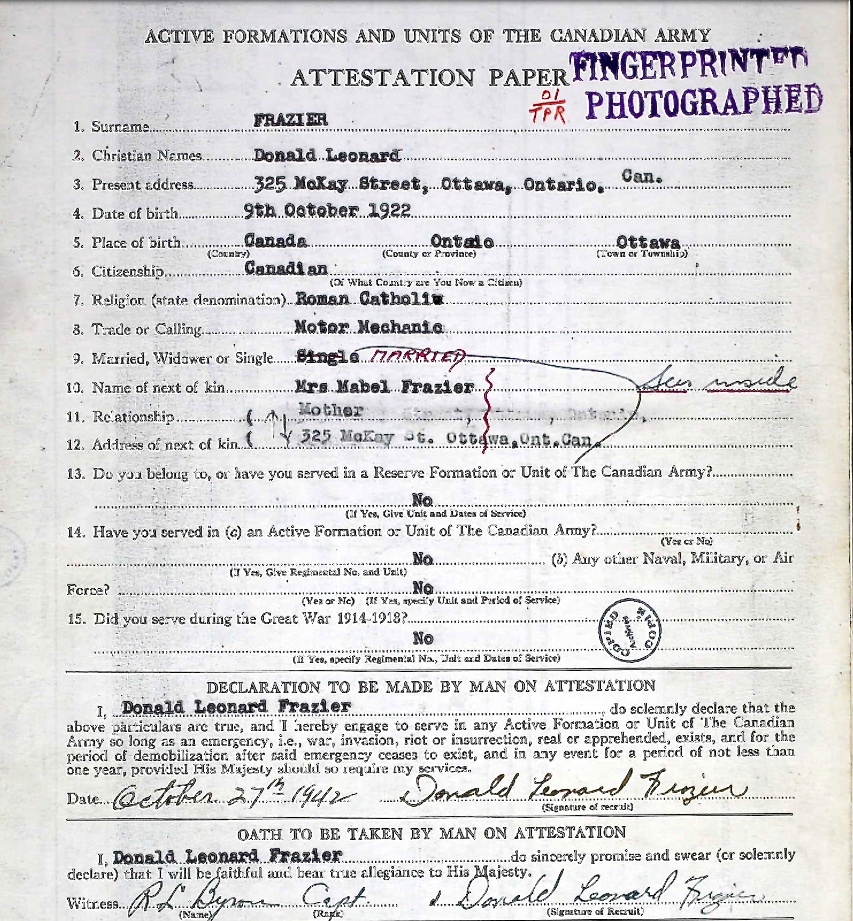 ACTIVE FORMATIONS AND UNITS OF THE CANADIAN ARMY
ATTESTATION PAPER
FINGERPRINTED
PHOTOGRAPHED
01
TPR
1. Surname FRAZIER
2. Christian Names Donald Leonard
3. Present address 325 McKay Street, Ottawa, Ontario. Can.
4. Date of birth 9th October 1922
5. Place of birth Canada Ontaio Ottawa
(Country) (County or Province) (Town or Township)
6. Citizenship Canadian
(Of What Country are You Now a Citizen)
7. Religion (state denomination) Roman Catholic
8. Trade or Calling Motor Mechanic
9. Married, Widower or Single Single MARRIED
10. Name of next of kin Mrs Mabel Frazier inside
11. Relationship ( Mother
12. Address of next of kin ( 325 McKay St. Ottawa,Ont.Can.
13. Do you belong to, or have you served in a Reserve Formation or Unit of The Canadian Army?
No
(If Yes, Give Unit and Dates of Service)
14. Have you served in (c) an Active Formation or Unit of The Canadian Army?
(Yes or No)
No (b) Any other Naval, Military, or Air
(If Yes, Give Regimental No. and Unit)
Force? No
(Yes or No) (If Yes, specify Unit and Period of Service)
15. Did you serve during the Great War 1914-1918?
No
(If Yes, specify Regimental No., Unit and Dates of Service)
DECLARATION TO BE MADE BY MAN ON ATTESTATION
I, Donald Leonard Frazier do solemnly declare that the
above particulars are true, and I hereby engage to serve in any Active Formation or Unit of The Canadian
Army so long as an emergency, i.e., war, invasion, riot or insurrection, real or apprehended, exists, and for the
period of demobilization after said emergency ceases to exist, and in any event for a period of not less than
one year, provided His Majesty should so require my services.
Date October 27th 1942 Donald Leonard Frazier
(Signature of recruit)
OATH TO BE TAKEN BY MAN ON ATTESTATION
I, Donald Leonard Frazier do sincerely promise and swear (or solemnly
declare) that I will be faithful and bear true allegiance to His Majesty.
Witness R.L. Byron Capt. Donald Leonard Frazier
(Name) (Rank) (Signature of Recruit)